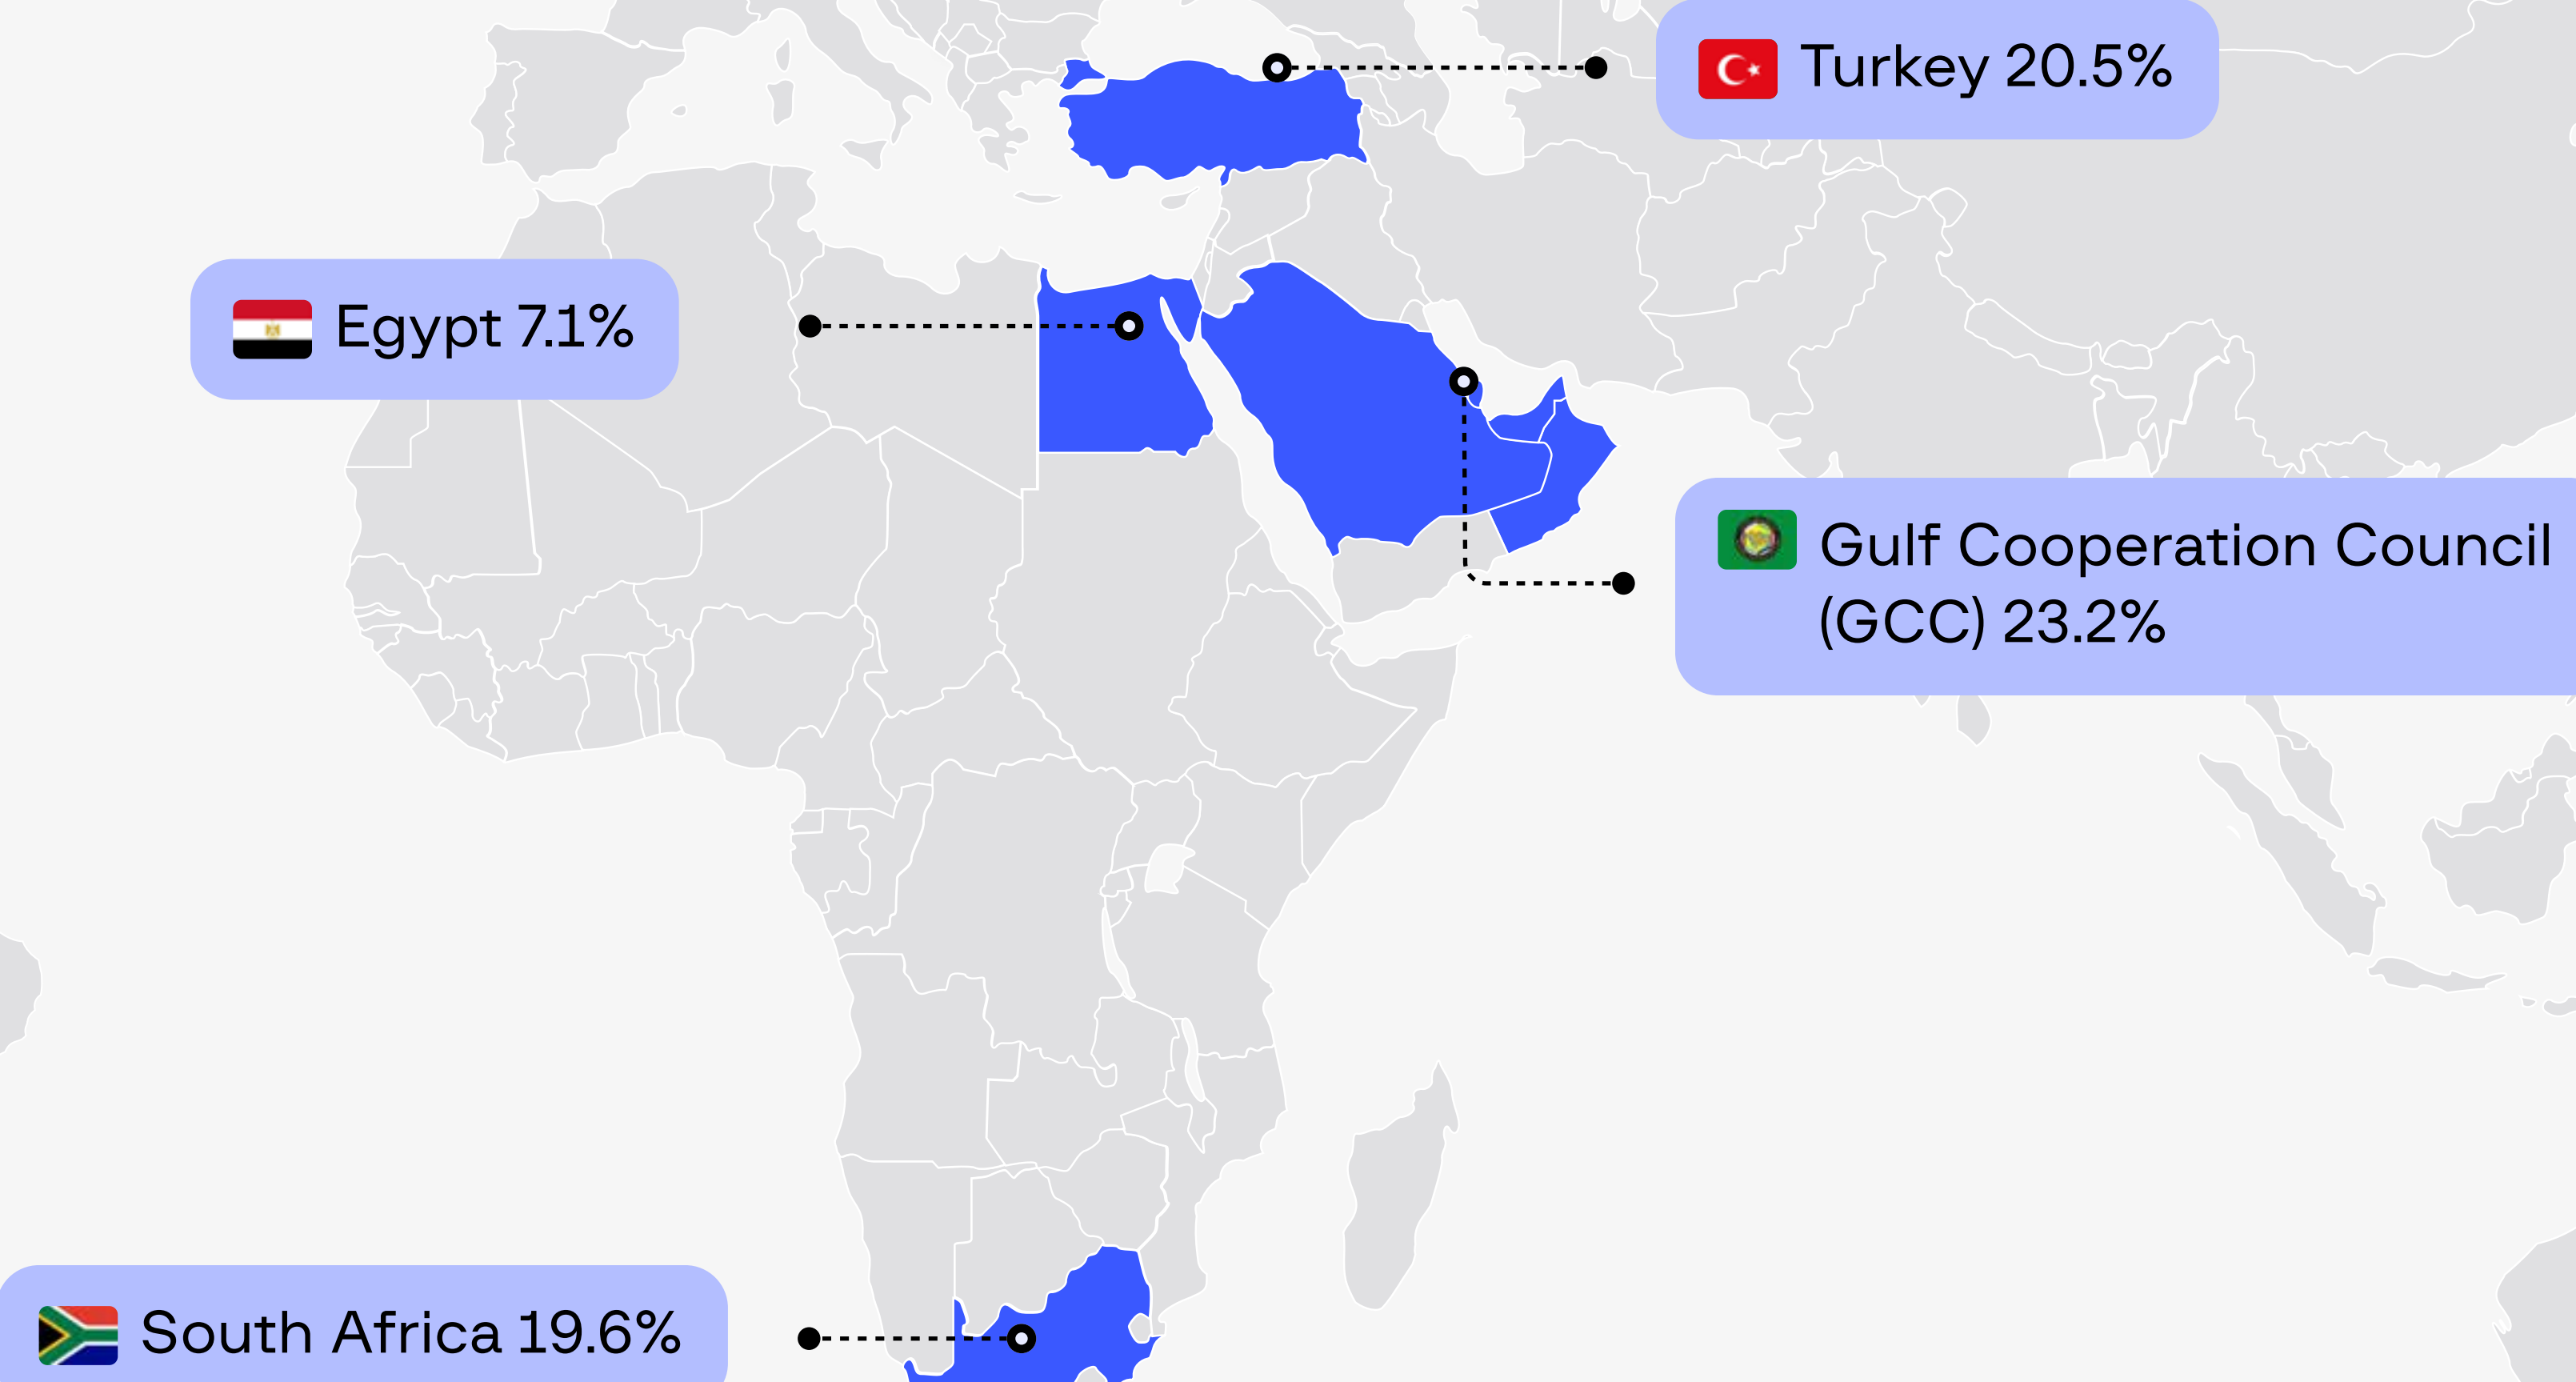 Turkey 20.5%
Egypt 7.1%
Gulf Cooperation Council
(GCC) 23.2%
South Africa 19.6%